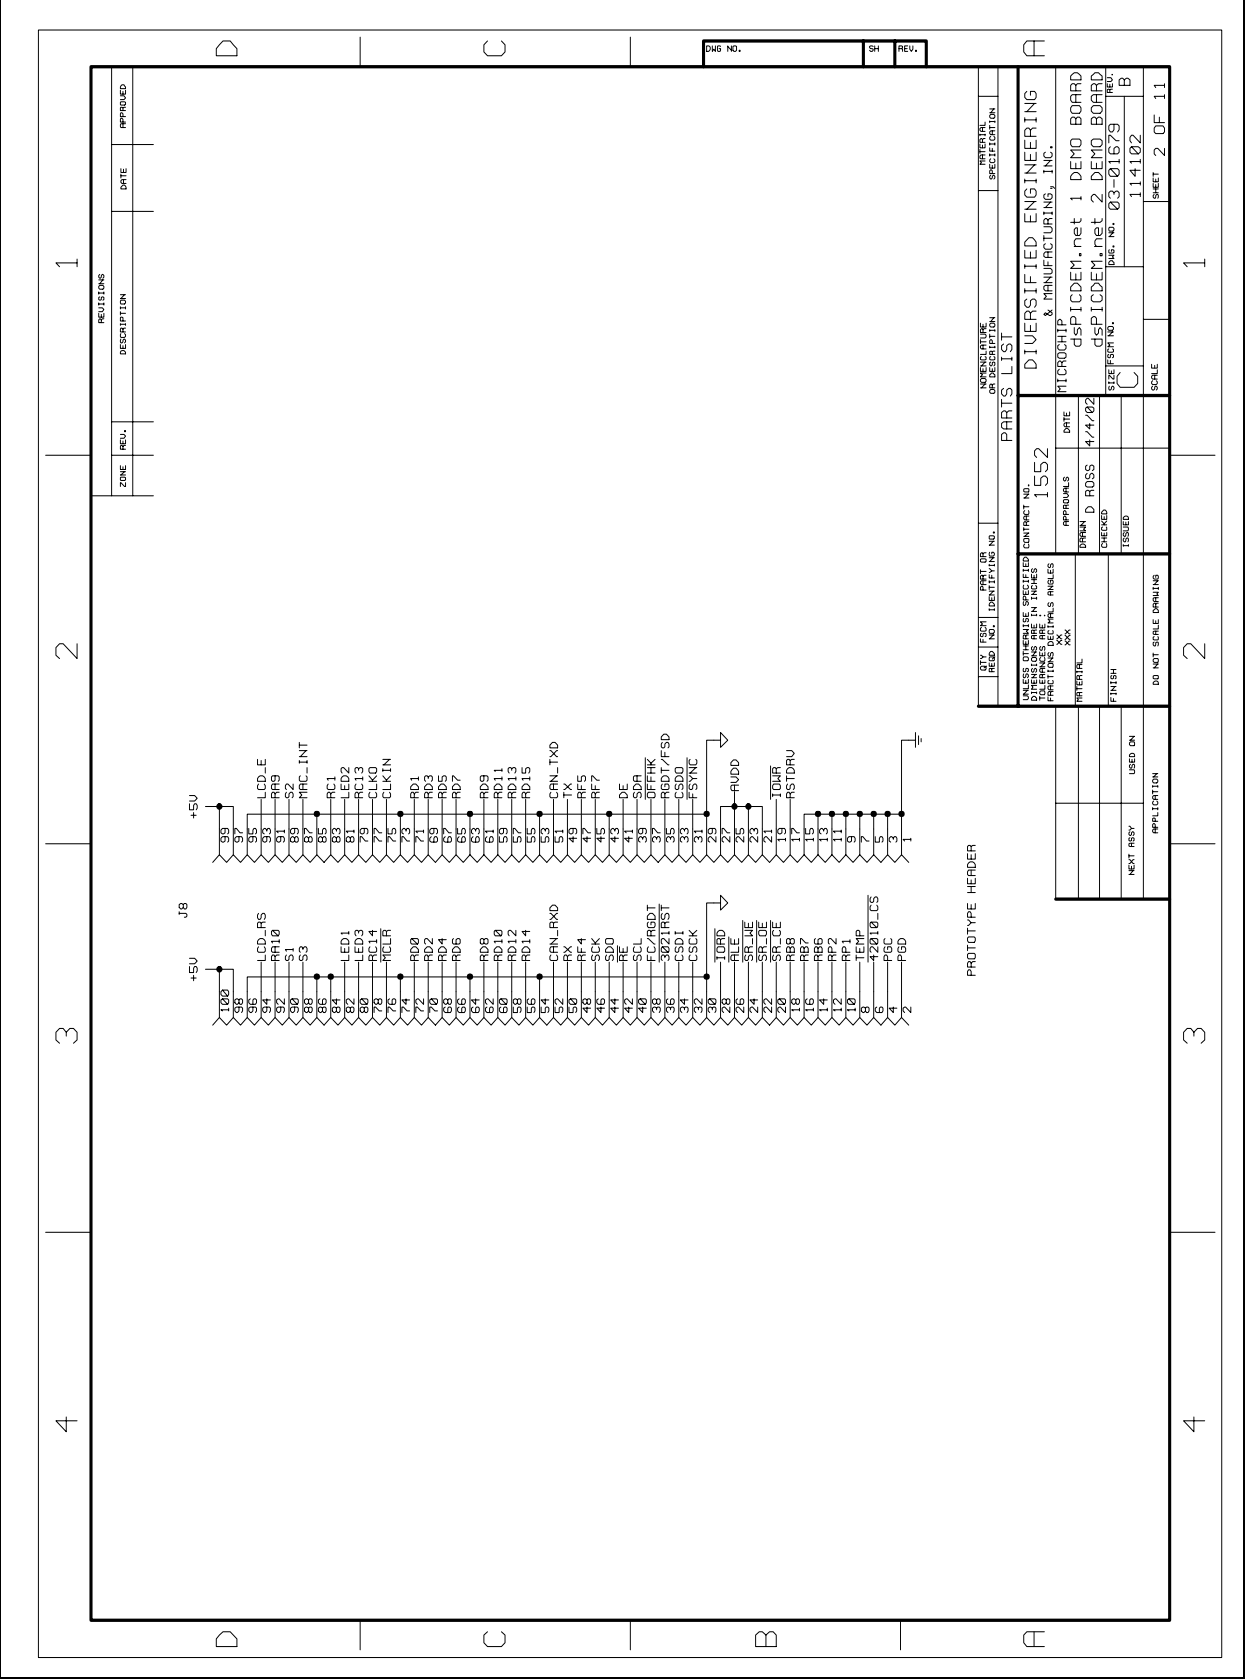 4
3
2
1
D
C
B
A
D
C
A
4
3
2
1
DWG NO.
SH
REV.
REVISIONS
ZONE REV. DESCRIPTION DATE APPROVED
J8
+5V
100
98
96
94 LCD_RS
92 RA10
90 S1
88 S3
86
84
82 LED1
80 LED3
78 RC14
76 MCLR
74
72 RD0
70 RD2
68 RD4
66 RD6
64
62 RD8
60 RD10
58 RD12
56 RD14
54
52 CAN_RXD
50 RX
48 RF4
46 SCK
44 SDO
42 RE
40 SCL
38 FC/RGDT
36 3021RST
34 CSDI
32 CSCK
30
28 IORD
26 ALE
24 SR_WE
22 SR_OE
20 SR_CE
18 RB8
16 RB7
14 RB6
12 RP2
10 RP1
8 TEMP
6 42010_CS
4 PGC
2 PGD
+5V
99
97
95
93 LCD_E
91 RA9
89 S2
87 MAC_INT
85
83 RC1
81 LED2
79 RC13
77 CLKO
75 CLKIN
73
71 RD1
69 RD3
67 RD5
65 RD7
63
61 RD9
59 RD11
57 RD13
55 RD15
53
51 CAN_TXD
49 TX
47 RF5
45 RF7
43
41 DE
39 SDA
37 OFFHK
35 RGDT/FSD
33 CSDO
31 FSYNC
29
27
25 AVDD
23
21
19 IOWR
17 RSTDRV
15
13
11
9
7
5
3
1
PROTOTYPE HEADER
QTY REQD
FSCM NO.
PART OR IDENTIFYING NO.
NOMENCLATURE OR DESCRIPTION
MATERIAL SPECIFICATION
PARTS LIST
UNLESS OTHERWISE SPECIFIED
DIMENSIONS ARE IN INCHES
TOLERANCES ARE :
FRACTIONS DECIMALS ANGLES
XX
XXX
MATERIAL
FINISH
DO NOT SCALE DRAWING
NEXT ASSY USED ON
APPLICATION
CONTRACT NO.
1552
APPROVALS DATE
DRAWN D ROSS 4/4/02
CHECKED
ISSUED
DIVERSIFIED ENGINEERING
& MANUFACTURING, INC.
MICROCHIP
dsPICDEM.net 1 DEMO BOARD
dsPICDEM.net 2 DEMO BOARD
SIZE FSCM NO. DWG. NO. 03-01679 REV.
C 114102 B
SCALE SHEET 2 OF 11